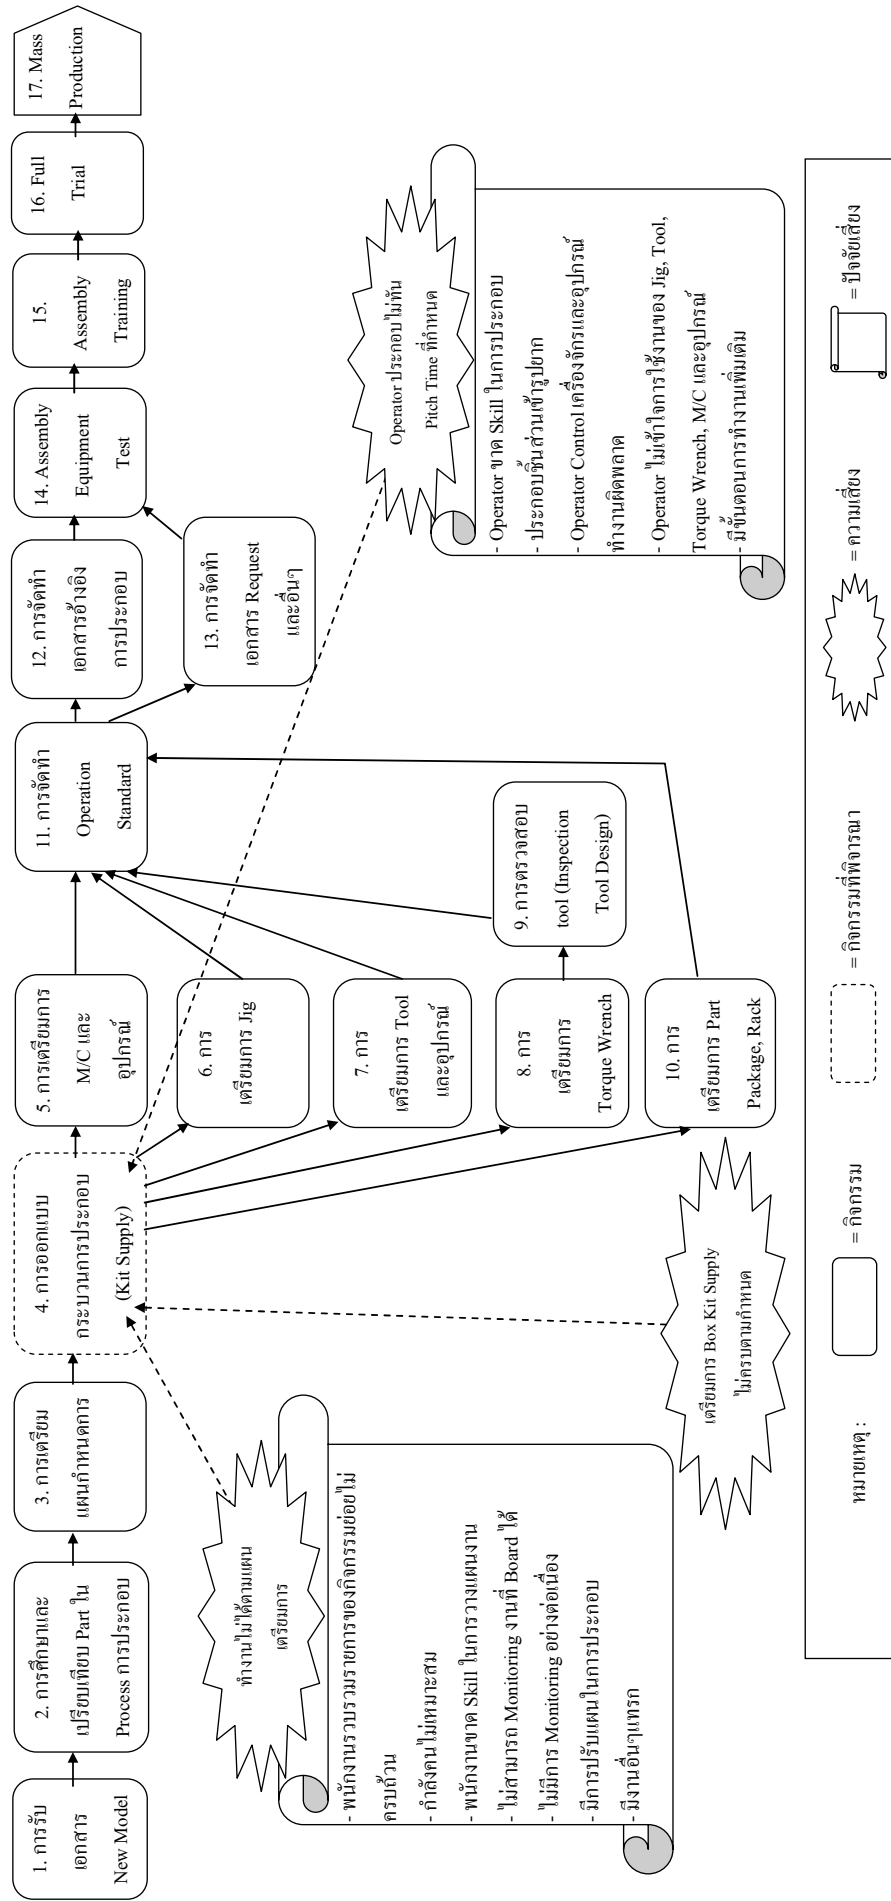 1. การรับ
เอกสาร
New Model
2. การศึกษาและ
เปรียบเทียบ Part ใน
Process การประกอบ
3. การเตรียม
แผนกำหนดการ
4. การออกแบบ
กระบวนการประกอบ
(Kit Supply)
5. การเตรียมการ
M/C และ
อุปกรณ์
6. การ
เตรียมการ Jig
7. การ
เตรียมการ Tool
และอุปกรณ์
8. การ
เตรียมการ
Torque Wrench
9. การตรวจสอบ
tool (Inspection
Tool Design)
10. การ
เตรียมการ Part
Package, Rack
11. การจัดทำ
Operation
Standard
12. การจัดทำ
เอกสารอ้างอิง
การประกอบ
13. การจัดทำ
เอกสาร Request
และอื่นๆ
14. Assembly
Equipment
Test
15.
Assembly
Training
16. Full
Trial
17. Mass
Production
ทำงานไม่ได้ตามแผน
เตรียมการ
- พนักงานรวบรวมรายการของกิจกรรมย่อยไม่
ครบถ้วน
- กำลังคนไม่เหมาะสม
- พนักงานขาด Skill ในการวางแผนงาน
- ไม่สามารถ Monitoring งานที่ Board ได้
- ไม่มีการ Monitoring อย่างต่อเนื่อง
- มีการปรับแผนในการประกอบ
- มีงานอื่นๆแทรก
เตรียมการ Box Kit Supply
ไม่ครบตามกำหนด
Operator ประกอบไม่ทัน
Pitch Time ที่กำหนด
- Operator ขาด Skill ในการประกอบ
- ประกอบชิ้นส่วนเข้ารูปยาก
- Operator Control เครื่องจักรและอุปกรณ์
ทำงานผิดพลาด
- Operator ไม่เข้าใจการใช้งานของ Jig, Tool,
Torque Wrench, M/C และอุปกรณ์
- มีขั้นตอนการทำงานเพิ่มเติม
หมายเหตุ :
= กิจกรรม
= กิจกรรมที่พิจารณา
= ความเสี่ยง
= ปัจจัยเสี่ยง